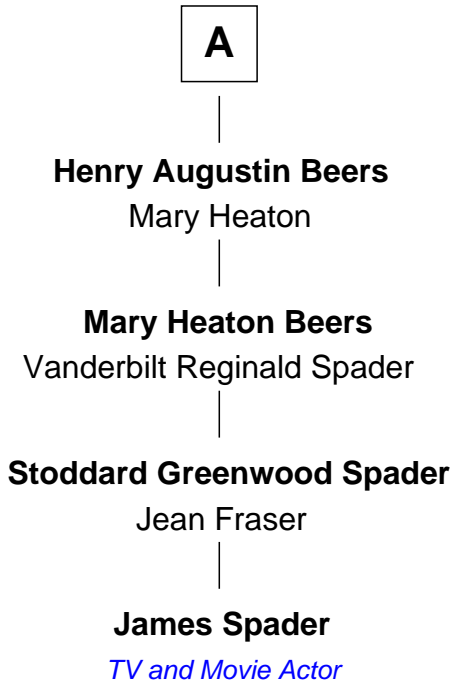 A
Henry Augustin Beers
Mary Heaton
Mary Heaton Beers
Vanderbilt Reginald Spader
Stoddard Greenwood Spader
Jean Fraser
James Spader
TV and Movie Actor